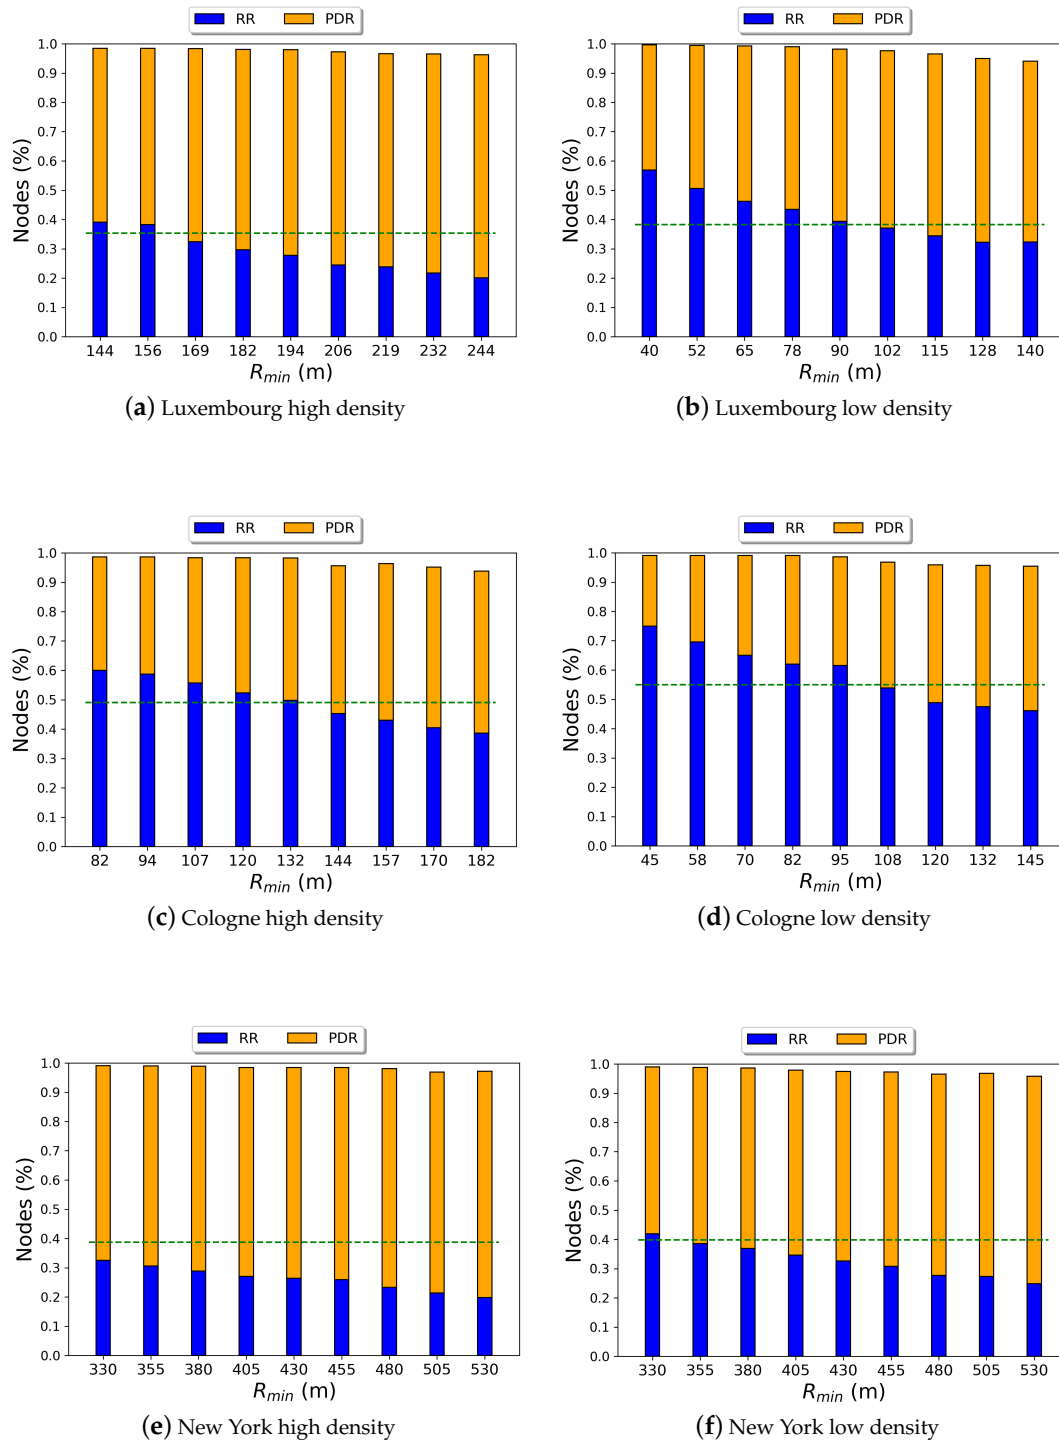 RR PDR
1.0
0.9
0.8
0.7
0.6
0.5
0.4
0.3
0.2
0.1
0.0
Nodes (%)
144 156 169 182 194 206 219 232 244
R_min (m)
(a) Luxembourg high density
RR PDR
1.0
0.9
0.8
0.7
0.6
0.5
0.4
0.3
0.2
0.1
0.0
Nodes (%)
40 52 65 78 90 102 115 128 140
R_min (m)
(b) Luxembourg low density
RR PDR
1.0
0.9
0.8
0.7
0.6
0.5
0.4
0.3
0.2
0.1
0.0
Nodes (%)
82 94 107 120 132 144 157 170 182
R_min (m)
(c) Cologne high density
RR PDR
1.0
0.9
0.8
0.7
0.6
0.5
0.4
0.3
0.2
0.1
0.0
Nodes (%)
45 58 70 82 95 108 120 132 145
R_min (m)
(d) Cologne low density
RR PDR
1.0
0.9
0.8
0.7
0.6
0.5
0.4
0.3
0.2
0.1
0.0
Nodes (%)
330 355 380 405 430 455 480 505 530
R_min (m)
(e) New York high density
RR PDR
1.0
0.9
0.8
0.7
0.6
0.5
0.4
0.3
0.2
0.1
0.0
Nodes (%)
330 355 380 405 430 455 480 505 530
R_min (m)
(f) New York low density